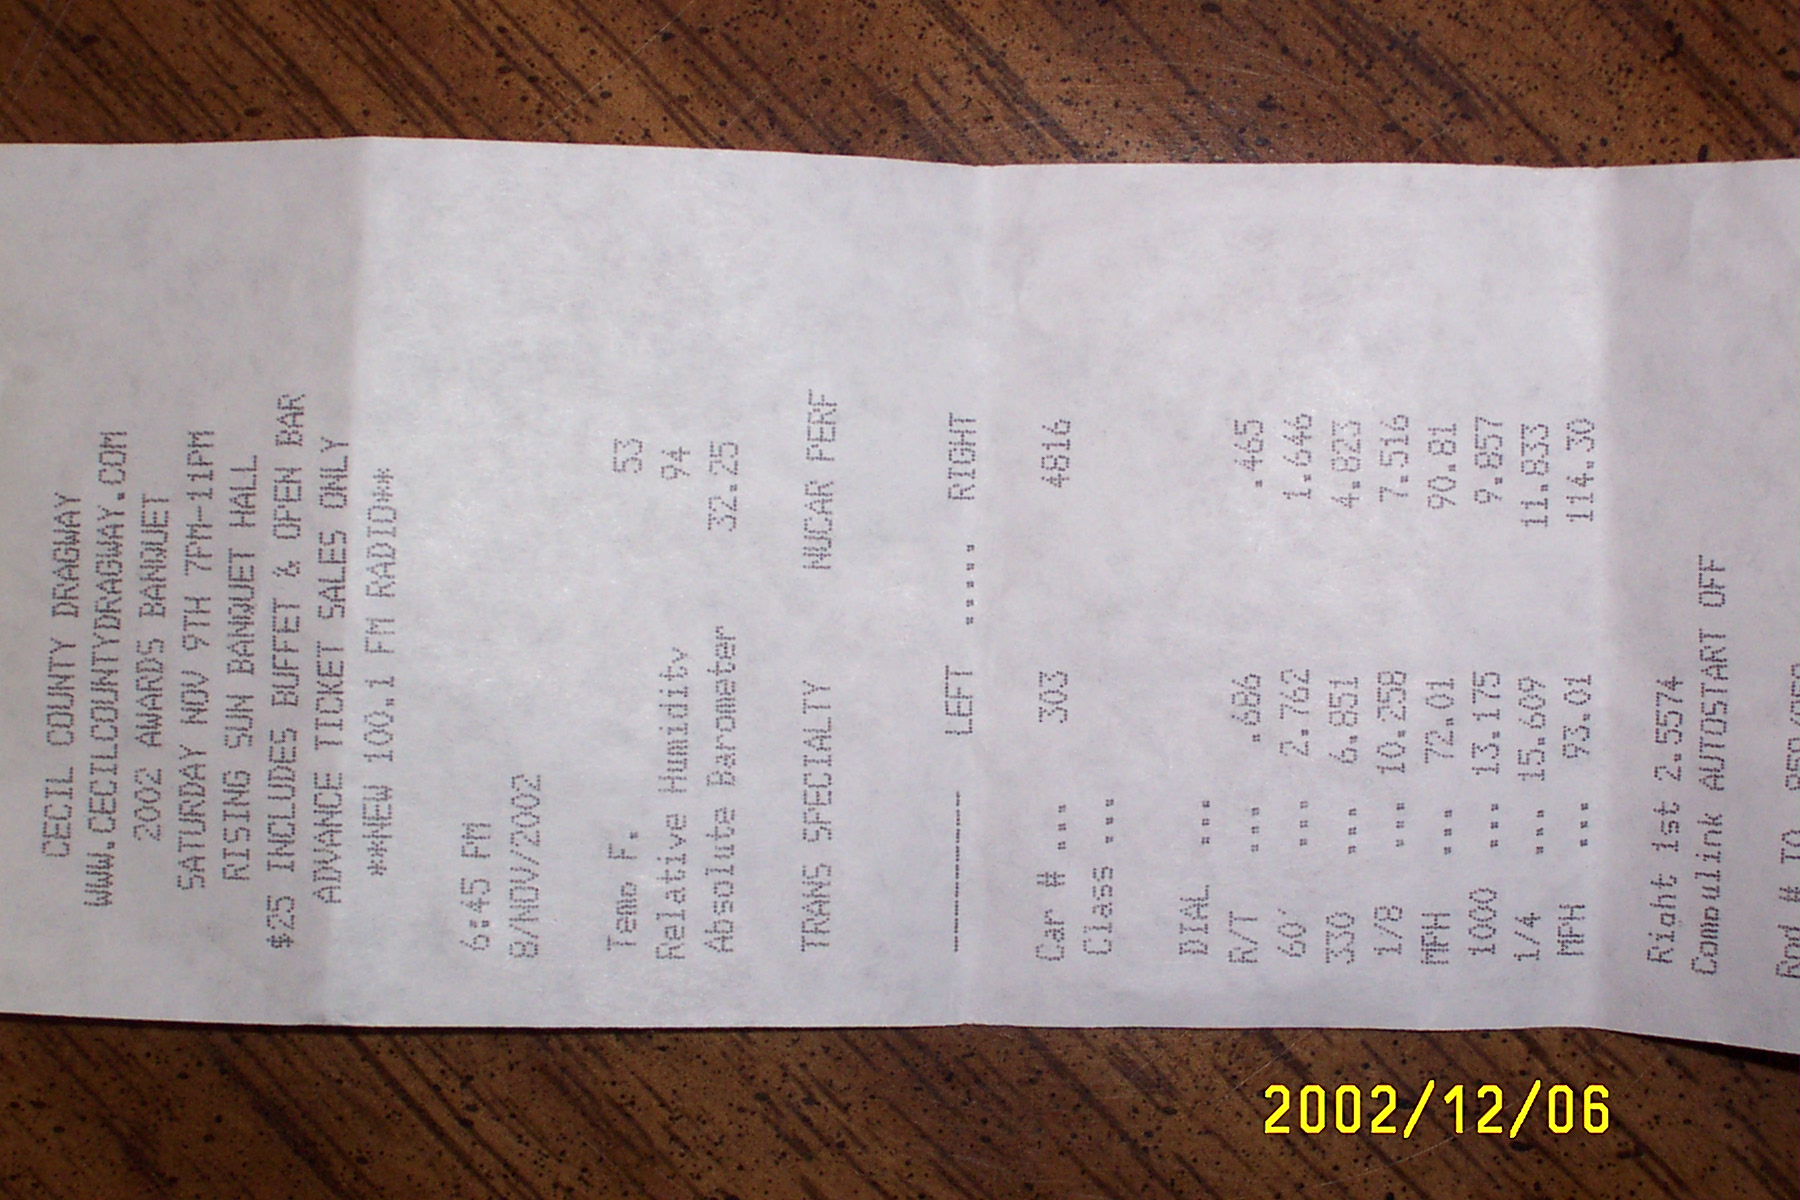 CECIL COUNTY DRAGWAY
WWW.CECILCOUNTYDRAGWAY.COM
2002 AWARDS BANQUET
SATURDAY NOV 9TH 7PM-11PM
RISING SUN BANQUET HALL
$25 INCLUDES BUFFET & OPEN BAR
ADVANCE TICKET SALES ONLY
**NEW 100.1 FM RADIO**
6:45 PM
8/NOV/2002
Temp F. 53
Relative Humidity 94
Absolute Barometer 32.25
TRANS SPECIALTY NUCAR PERF
---------- LEFT ..... RIGHT
Car # ... 303 4816
Class ...
DIAL ...
R/T ... .686 .465
60' ... 2.762 1.646
330 ... 6.851 4.823
1/8 ... 10.258 7.516
MPH ... 72.01 90.81
1000 ... 13.175 9.857
1/4 ... 15.609 11.833
MPH ... 93.01 114.30
Right 1st 2.5574
Compulink AUTOSTART OFF
2002/12/06